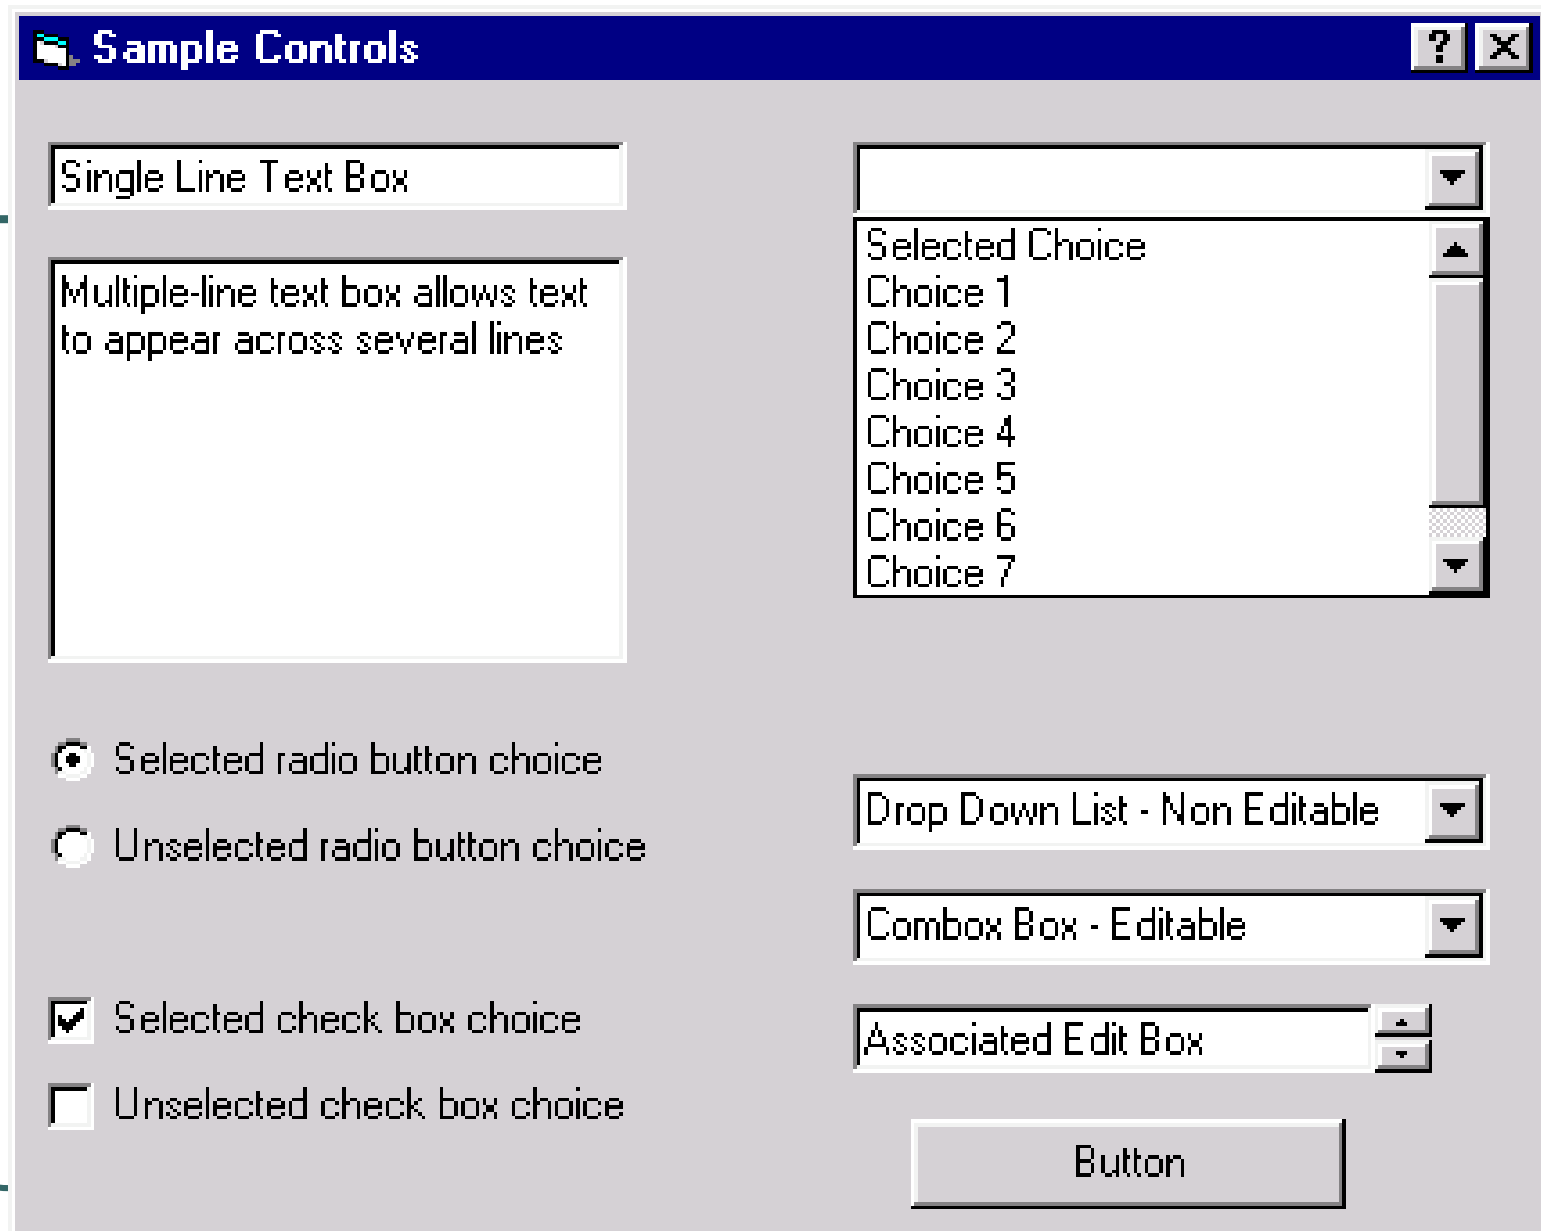 Sample Controls
?
Single Line Text Box
Multiple-line text box allows text
to appear across several lines
Selected radio button choice
Unselected radio button choice
Selected check box choice
Unselected check box choice
Selected Choice
Choice 1
Choice 2
Choice 3
Choice 4
Choice 5
Choice 6
Choice 7
Drop Down List - Non Editable
Combox Box - Editable
Associated Edit Box
Button